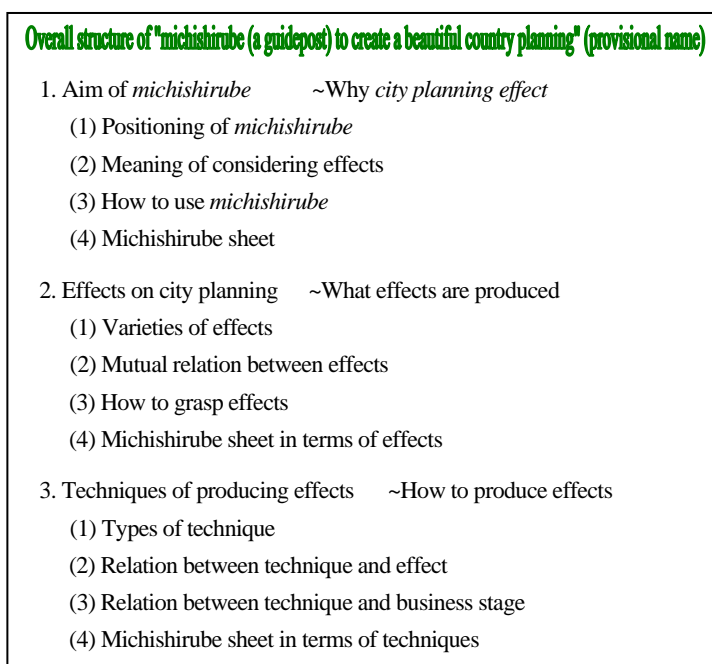 Overall structure of "michishirube (a guidepost) to create a beautiful country planning" (provisional name)
1. Aim of michishirube ~Why city planning effect
(1) Positioning of michishirube
(2) Meaning of considering effects
(3) How to use michishirube
(4) Michishirube sheet
2. Effects on city planning ~What effects are produced
(1) Varieties of effects
(2) Mutual relation between effects
(3) How to grasp effects
(4) Michishirube sheet in terms of effects
3. Techniques of producing effects ~How to produce effects
(1) Types of technique
(2) Relation between technique and effect
(3) Relation between technique and business stage
(4) Michishirube sheet in terms of techniques